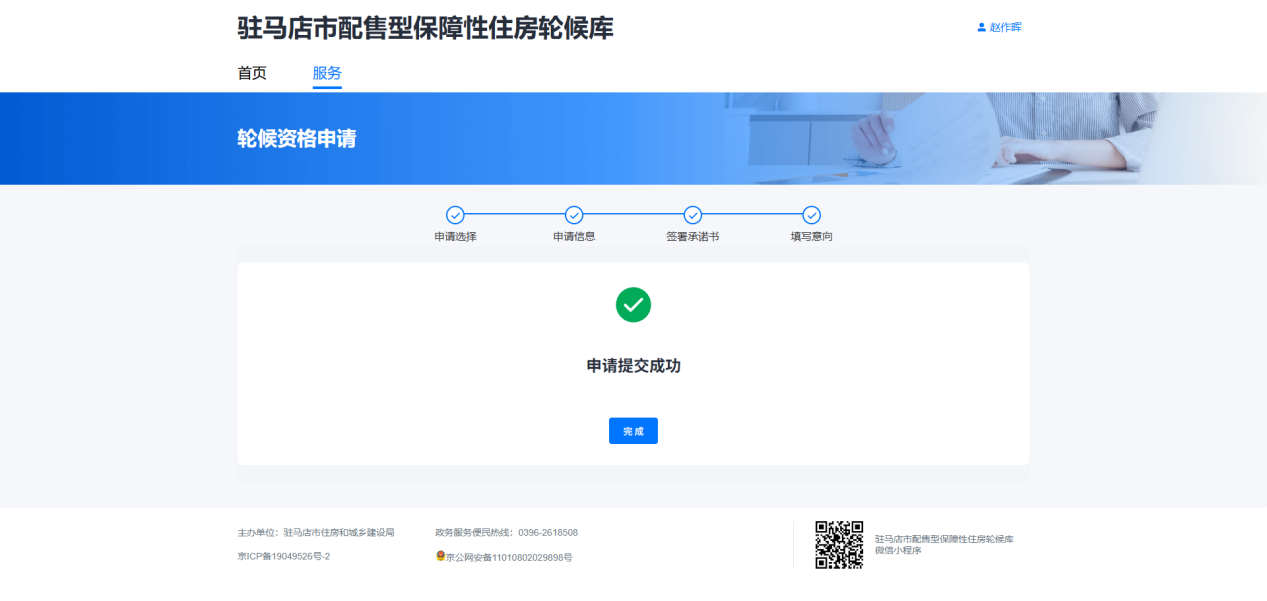 驻马店市配售型保障性住房轮候库
赵作晖
首页
服务
轮候资格申请
申请选择
申请信息
签署承诺书
填写意向
申请提交成功
完成
主办单位：驻马店市住房和城乡建设局
政务服务便民热线：0396-2618508
京ICP备19049526号-2
京公网安备11010802029898号
驻马店市配售型保障性住房轮候库
微信小程序